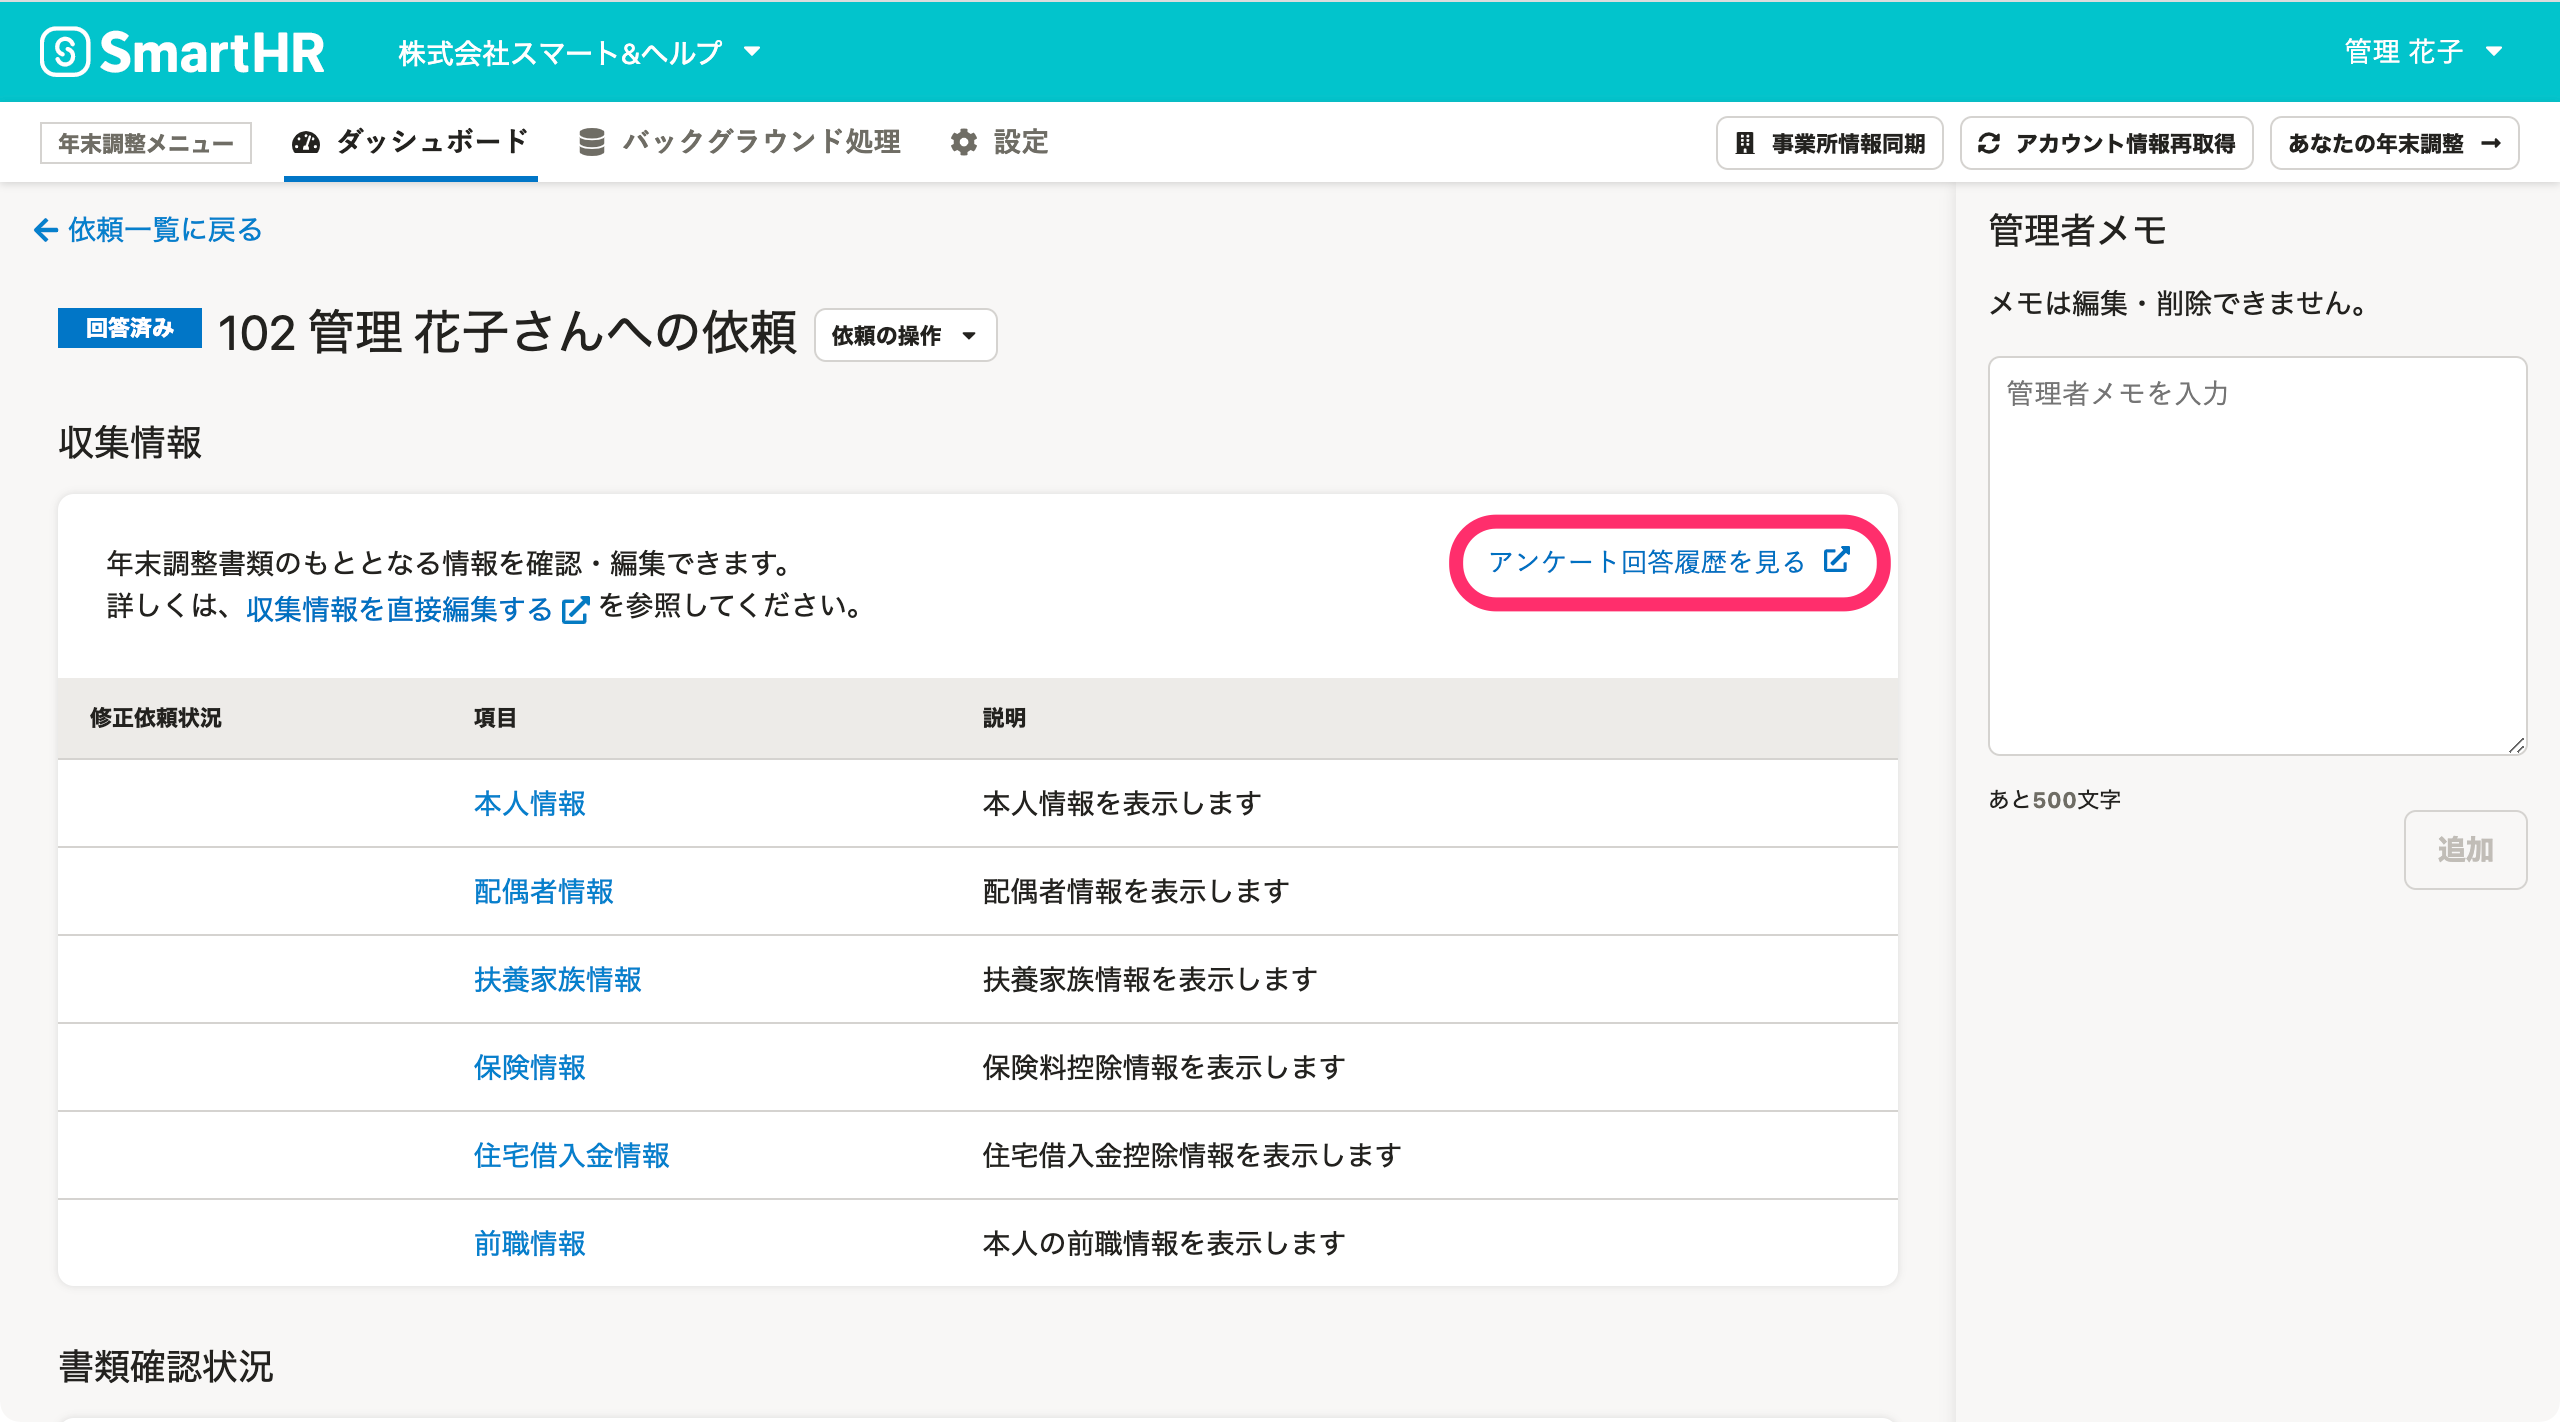 SmartHR 株式会社スマート&ヘルプ 管理 花子
年末調整メニュー ダッシュボード バックグラウンド処理 設定 事業所情報同期 アカウント情報再取得 あなたの年末調整
依頼一覧に戻る
回答済み 102 管理 花子さんへの依頼 依頼の操作
収集情報
年末調整書類のもととなる情報を確認・編集できます。
詳しくは、収集情報を直接編集する を参照してください。
アンケート回答履歴を見る
修正依頼状況 項目 説明
本人情報 本人情報を表示します
配偶者情報 配偶者情報を表示します
扶養家族情報 扶養家族情報を表示します
保険情報 保険料控除情報を表示します
住宅借入金情報 住宅借入金控除情報を表示します
前職情報 本人の前職情報を表示します
書類確認状況
管理者メモ
メモは編集・削除できません。
管理者メモを入力
あと500文字
追加